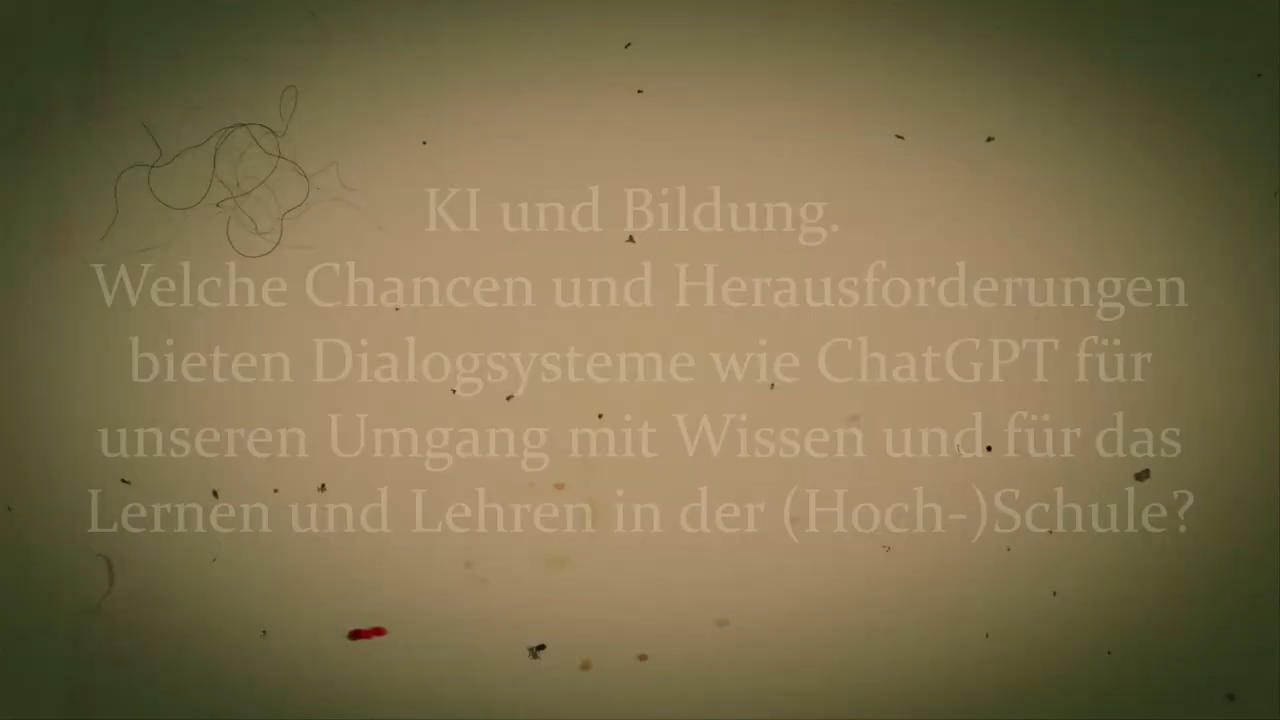 KI und Bildung.
Welche Chancen und Herausforderungen
bieten Dialogsysteme wie ChatGPT für
unseren Umgang mit Wissen und für das
Lernen und Lehren in der (Hoch-)Schule?